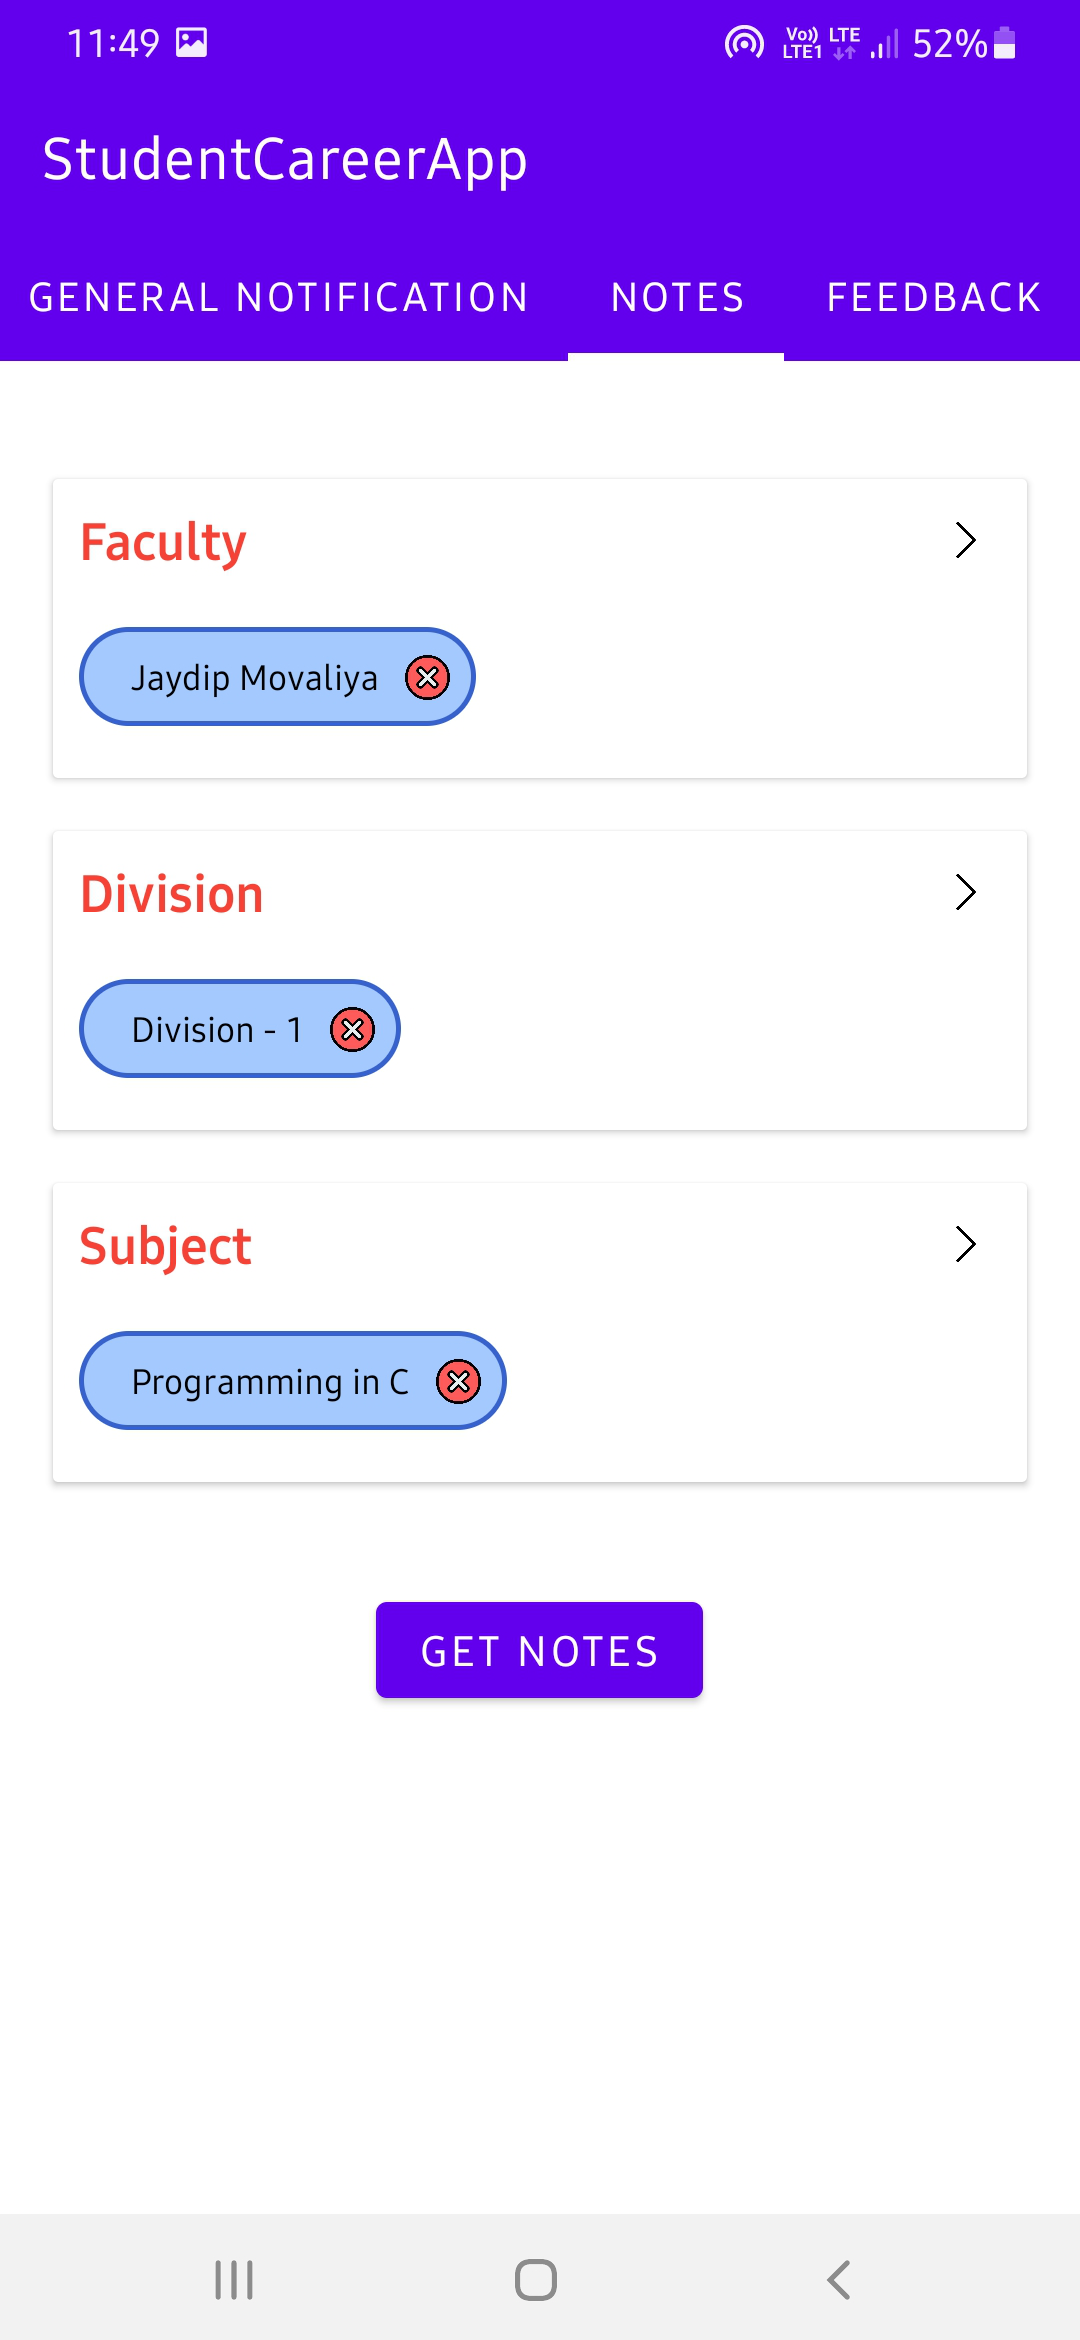 11:49 Vo)) LTE LTE1 52%
StudentCareerApp
GENERAL NOTIFICATION NOTES FEEDBACK
Faculty
Jaydip Movaliya
Division
Division - 1
Subject
Programming in C
GET NOTES